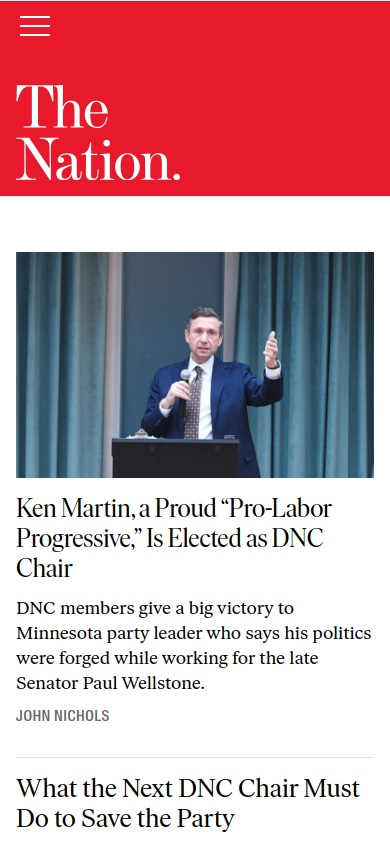 The
Nation.
Ken Martin, a Proud “Pro-Labor
Progressive,” Is Elected as DNC
Chair
DNC members give a big victory to
Minnesota party leader who says his politics
were forged while working for the late
Senator Paul Wellstone.
JOHN NICHOLS
What the Next DNC Chair Must
Do to Save the Party